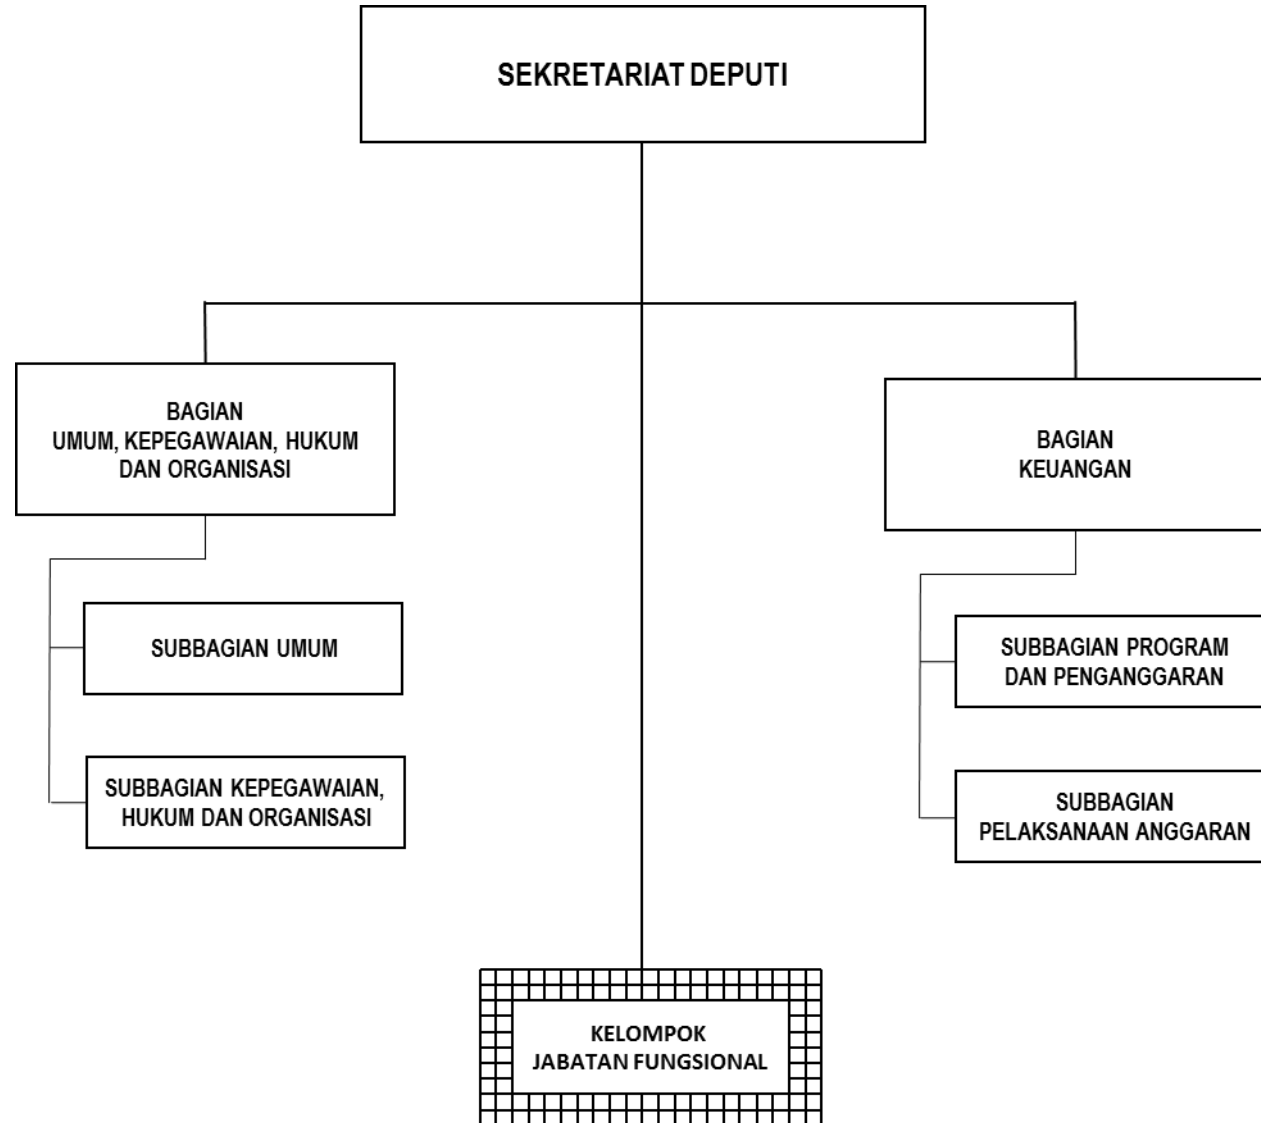 SEKRETARIAT DEPUTI
BAGIAN
UMUM, KEPEGAWAIAN, HUKUM
DAN ORGANISASI
BAGIAN
KEUANGAN
SUBBAGIAN UMUM
SUBBAGIAN KEPEGAWAIAN,
HUKUM DAN ORGANISASI
SUBBAGIAN PROGRAM
DAN PENGANGGARAN
SUBBAGIAN
PELAKSANAAN ANGGARAN
KELOMPOK
JABATAN FUNGSIONAL